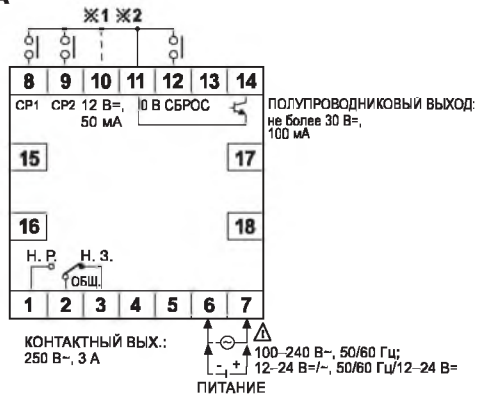 ※1 ※2
8 9 10 11 12 13 14
CP1 CP2 12 В=, 0 В СБРОС
50 мА
ПОЛУПРОВОДНИКОВЫЙ ВЫХОД:
не более 30 В=,
100 мА
15 17
16 18
Н. Р. Н. З.
ОБЩ.
1 2 3 4 5 6 7
КОНТАКТНЫЙ ВЫХ.:
250 В~, 3 А
100–240 В~, 50/60 Гц;
12–24 В=/~, 50/60 Гц/12–24 В=
- +
ПИТАНИЕ